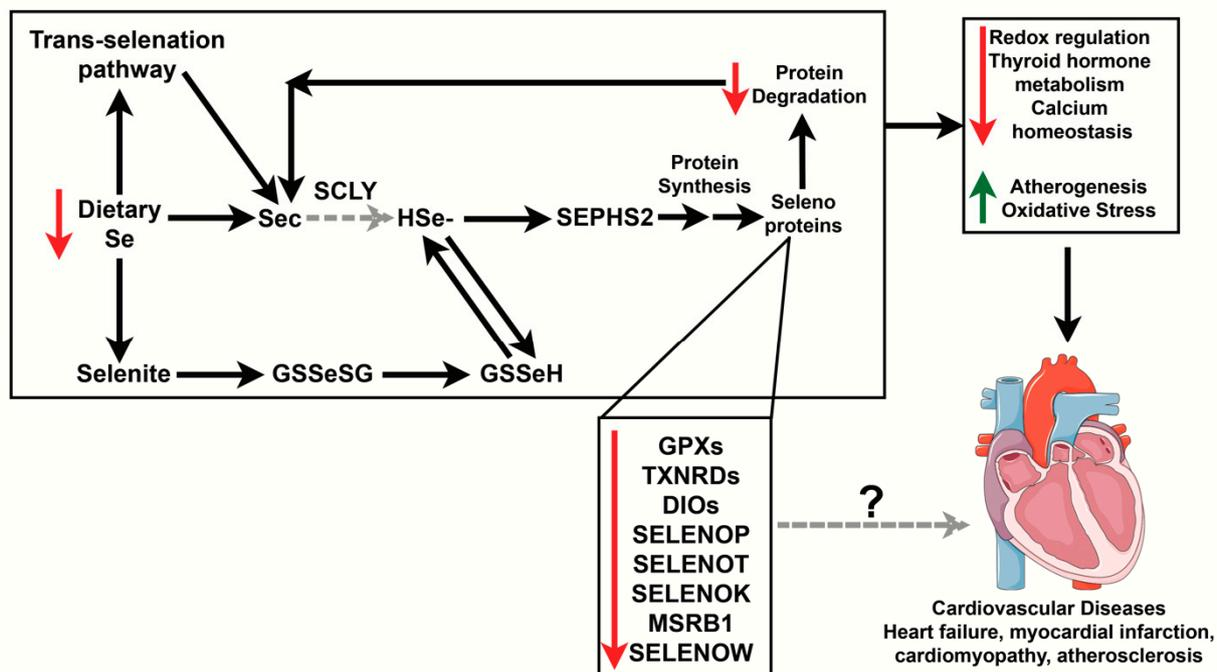 Trans-selenation
pathway
Protein
Degradation
Dietary
Se
Sec
SCLY
HSe-
SEPHS2
Protein
Synthesis
Seleno
proteins
Selenite
GSSeSG
GSSeH
Redox regulation
Thyroid hormone
metabolism
Calcium
homeostasis
Atherogenesis
Oxidative Stress
GPXs
TXNRDs
DIOs
SELENOP
SELENOT
SELENOK
MSRB1
SELENOW
?
Cardiovascular Diseases
Heart failure, myocardial infarction,
cardiomyopathy, atherosclerosis